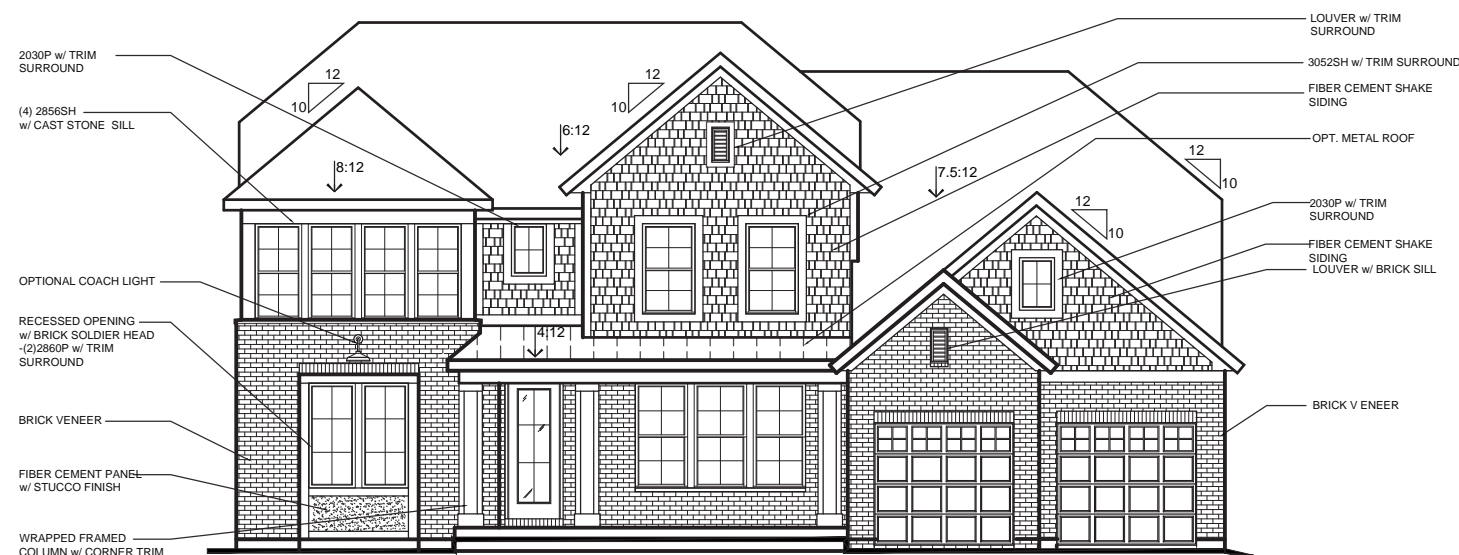 2030P w/ TRIM
SURROUND
(4) 2856SH
w/ CAST STONE SILL
OPTIONAL COACH LIGHT
RECESSED OPENING
w/ BRICK SOLDIER HEAD
-(2)2860P w/ TRIM
SURROUND
BRICK VENEER
FIBER CEMENT PANEL
w/ STUCCO FINISH
WRAPPED FRAMED
COLUMN w/ CORNER TRIM
12
10
8:12
6:12
12
10
4:12
7.5:12
12
10
12
10
LOUVER w/ TRIM
SURROUND
3052SH w/ TRIM SURROUND
FIBER CEMENT SHAKE
SIDING
OPT. METAL ROOF
2030P w/ TRIM
SURROUND
FIBER CEMENT SHAKE
SIDING
LOUVER w/ BRICK SILL
BRICK V ENEER